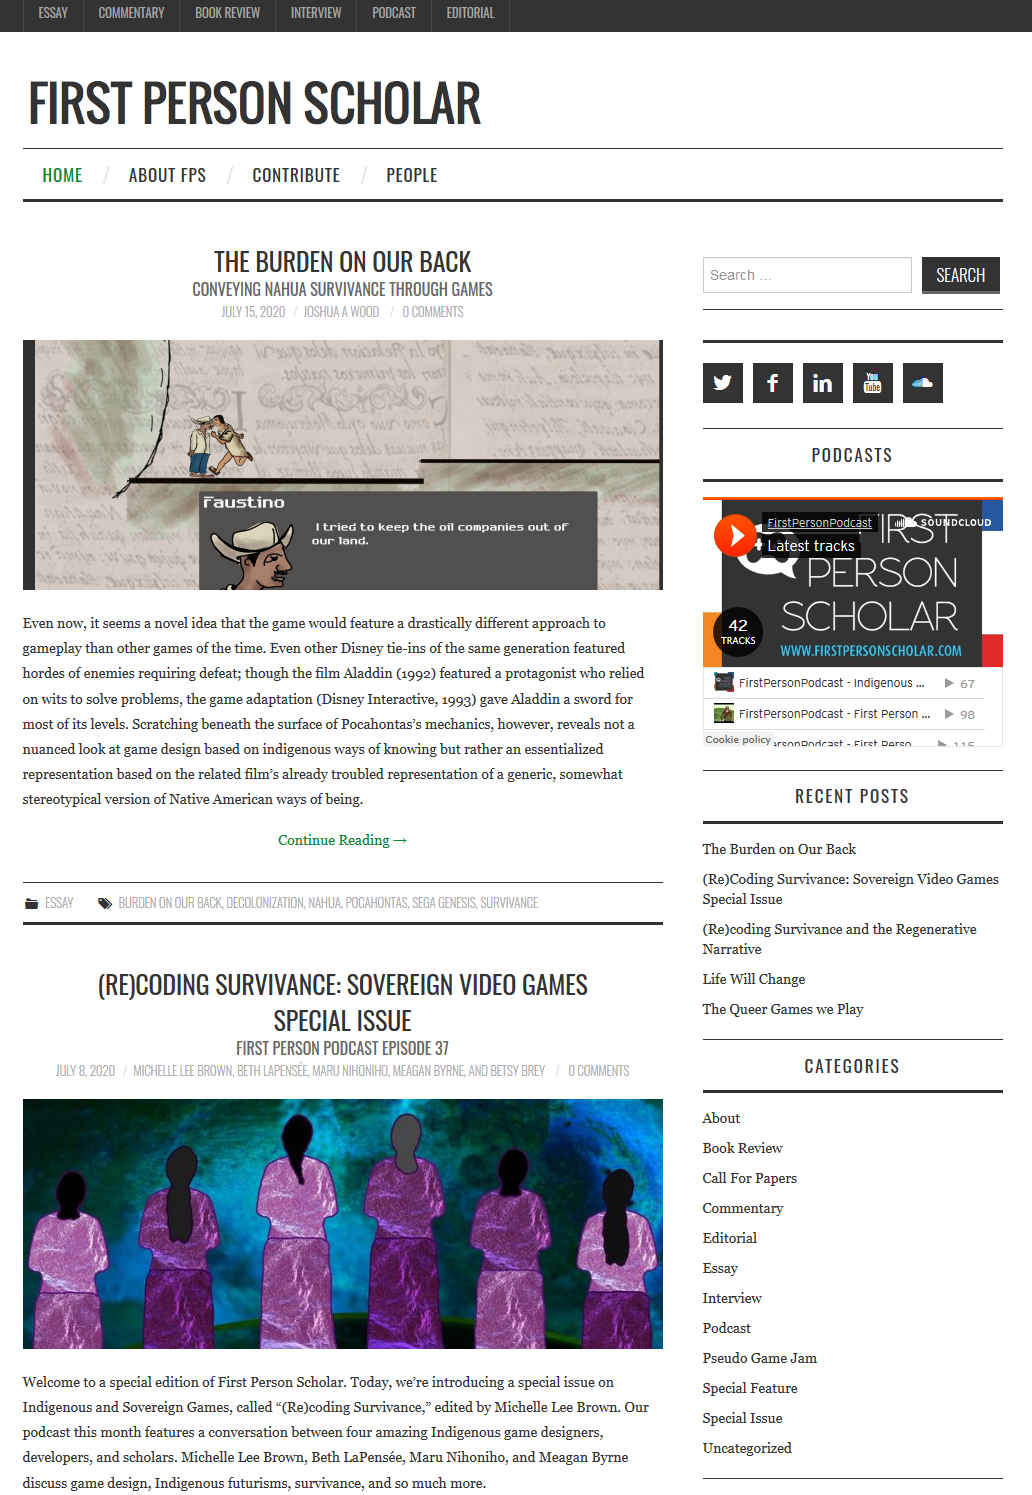 ESSAY
COMMENTARY
BOOK REVIEW
INTERVIEW
PODCAST
EDITORIAL
FIRST PERSON SCHOLAR
HOME / ABOUT FPS / CONTRIBUTE / PEOPLE
THE BURDEN ON OUR BACK
CONVEYING NAHUA SURVIVANCE THROUGH GAMES
JULY 15, 2020 / JOSHUA A WOOD / 0 COMMENTS
Faustino
I tried to keep the oil companies out of
our land.
Even now, it seems a novel idea that the game would feature a drastically different approach to
gameplay than other games of the time. Even other Disney tie-ins of the same generation featured
hordes of enemies requiring defeat; though the film Aladdin (1992) featured a protagonist who relied
on wits to solve problems, the game adaptation (Disney Interactive, 1993) gave Aladdin a sword for
most of its levels. Scratching beneath the surface of Pocahontas’s mechanics, however, reveals not a
nuanced look at game design based on indigenous ways of knowing but rather an essentialized
representation based on the related film’s already troubled representation of a generic, somewhat
stereotypical version of Native American ways of being.
Continue Reading →
ESSAY
BURDEN ON OUR BACK, DECOLONIZATION, NAHUA, POCAHONTAS, SEGA GENESIS, SURVIVANCE
(RE)CODING SURVIVANCE: SOVEREIGN VIDEO GAMES
SPECIAL ISSUE
FIRST PERSON PODCAST EPISODE 37
JULY 8, 2020 / MICHELLE LEE BROWN, BETH LAPENSÉE, MARU NIHONIHO, MEAGAN BYRNE, AND BETSY BREY / 0 COMMENTS
Welcome to a special edition of First Person Scholar. Today, we’re introducing a special issue on
Indigenous and Sovereign Games, called “(Re)coding Survivance,” edited by Michelle Lee Brown. Our
podcast this month features a conversation between four amazing Indigenous game designers,
developers, and scholars. Michelle Lee Brown, Beth LaPensée, Maru Nihoniho, and Meagan Byrne
discuss game design, Indigenous futurisms, survivance, and so much more.
Search …
SEARCH
You
Tube
PODCASTS
FirstPersonPodcast
Latest tracks
SOUNDCLOUD
FIRST
PERSON
SCHOLAR
WWW.FIRSTPERSONSCHOLAR.COM
42
TRACKS
FirstPersonPodcast - Indigenous ... 67
FirstPersonPodcast - First Person ... 98
Cookie policy
RECENT POSTS
The Burden on Our Back
(Re)Coding Survivance: Sovereign Video Games
Special Issue
(Re)coding Survivance and the Regenerative
Narrative
Life Will Change
The Queer Games we Play
CATEGORIES
About
Book Review
Call For Papers
Commentary
Editorial
Essay
Interview
Podcast
Pseudo Game Jam
Special Feature
Special Issue
Uncategorized